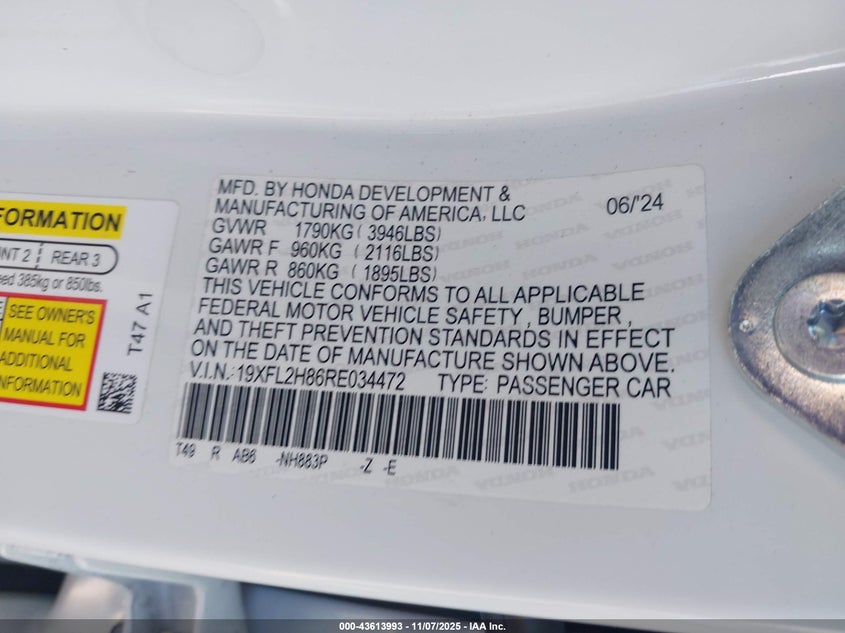 FORMATION
NT 2 REAR 3
eed 385kg or 850lbs.
SEE OWNER'S
MANUAL FOR
ADDITIONAL
INFORMATION
T47 A1
MFD. BY HONDA DEVELOPMENT &
MANUFACTURING OF AMERICA, LLC 06/'24
GVWR 1790KG ( 3946LBS)
GAWR F 960KG ( 2116LBS)
GAWR R 860KG ( 1895LBS)
THIS VEHICLE CONFORMS TO ALL APPLICABLE
FEDERAL MOTOR VEHICLE SAFETY , BUMPER ,
AND THEFT PREVENTION STANDARDS IN EFFECT
ON THE DATE OF MANUFACTURE SHOWN ABOVE.
V.I.N.: 19XFL2H86RE034472 TYPE: PASSENGER CAR
T49 R AB6 -NH883P -Z -E
000-43613993 — 11/07/2025 - IAA Inc.